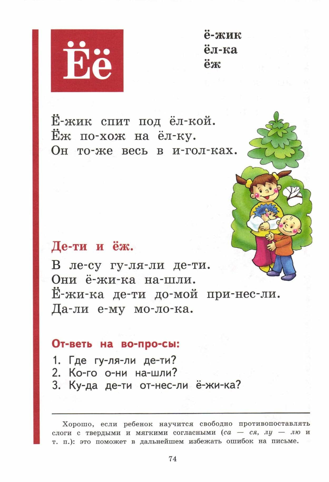 Ёё
ё-жик
ёл-ка
ёж
Ё-жик спит под ёл-кой.
Ёж по-хож на ёл-ку.
Он то-же весь в и-гол-ках.
Де-ти и ёж.
В ле-су гу-ля-ли де-ти.
Они ё-жи-ка на-шли.
Ё-жи-ка де-ти до-мой при-нес-ли.
Да-ли е-му мо-ло-ка.
От-веть на во-про-сы:
1. Где гу-ля-ли де-ти?
2. Ко-го о-ни на-шли?
3. Ку-да де-ти от-нес-ли ё-жи-ка?
Хорошо, если ребенок научится свободно противопоставлять
слоги с твердыми и мягкими согласными (са — ся, лу — лю и
т. п.): это поможет в дальнейшем избежать ошибок на письме.
74